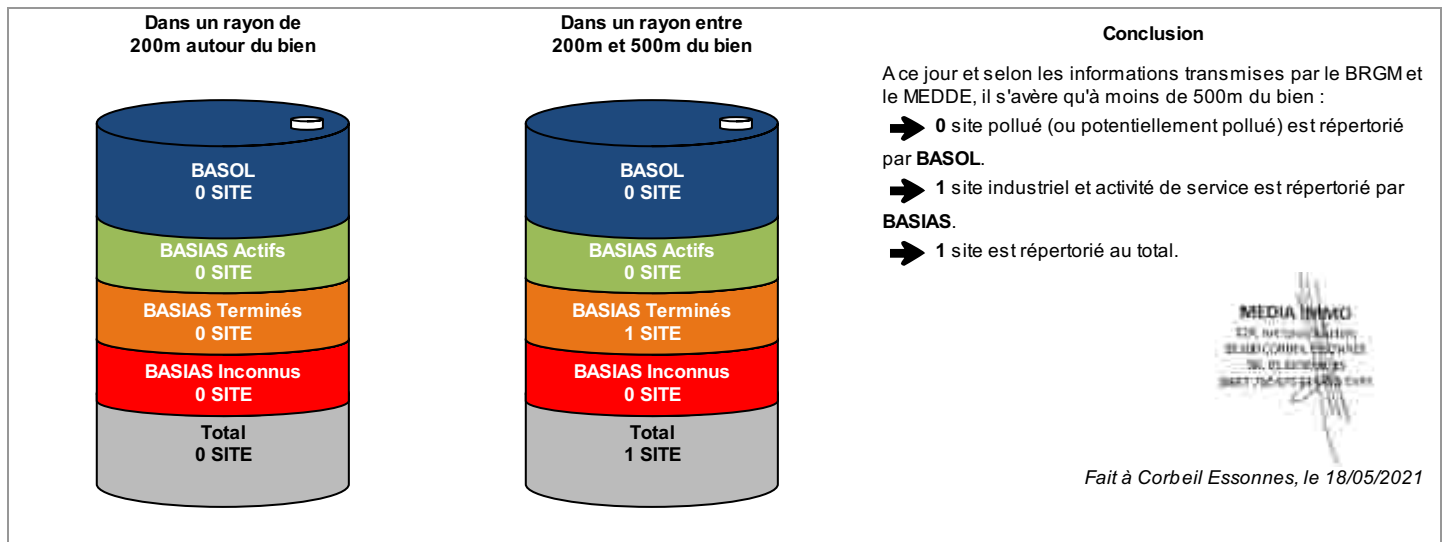 Dans un rayon de
200m autour du bien
BASOL
0 SITE
BASIAS Actifs
0 SITE
BASIAS Terminés
0 SITE
BASIAS Inconnus
0 SITE
Total
0 SITE
Dans un rayon entre
200m et 500m du bien
BASOL
0 SITE
BASIAS Actifs
0 SITE
BASIAS Terminés
1 SITE
BASIAS Inconnus
0 SITE
Total
1 SITE
Conclusion
A ce jour et selon les informations transmises par le BRGM et
le MEDDE, il s'avère qu'à moins de 500m du bien :
0 site pollué (ou potentiellement pollué) est répertorié
par BASOL.
1 site industriel et activité de service est répertorié par
BASIAS.
1 site est répertorié au total.
MEDIA IMMO
Fait à Corbeil Essonnes, le 18/05/2021